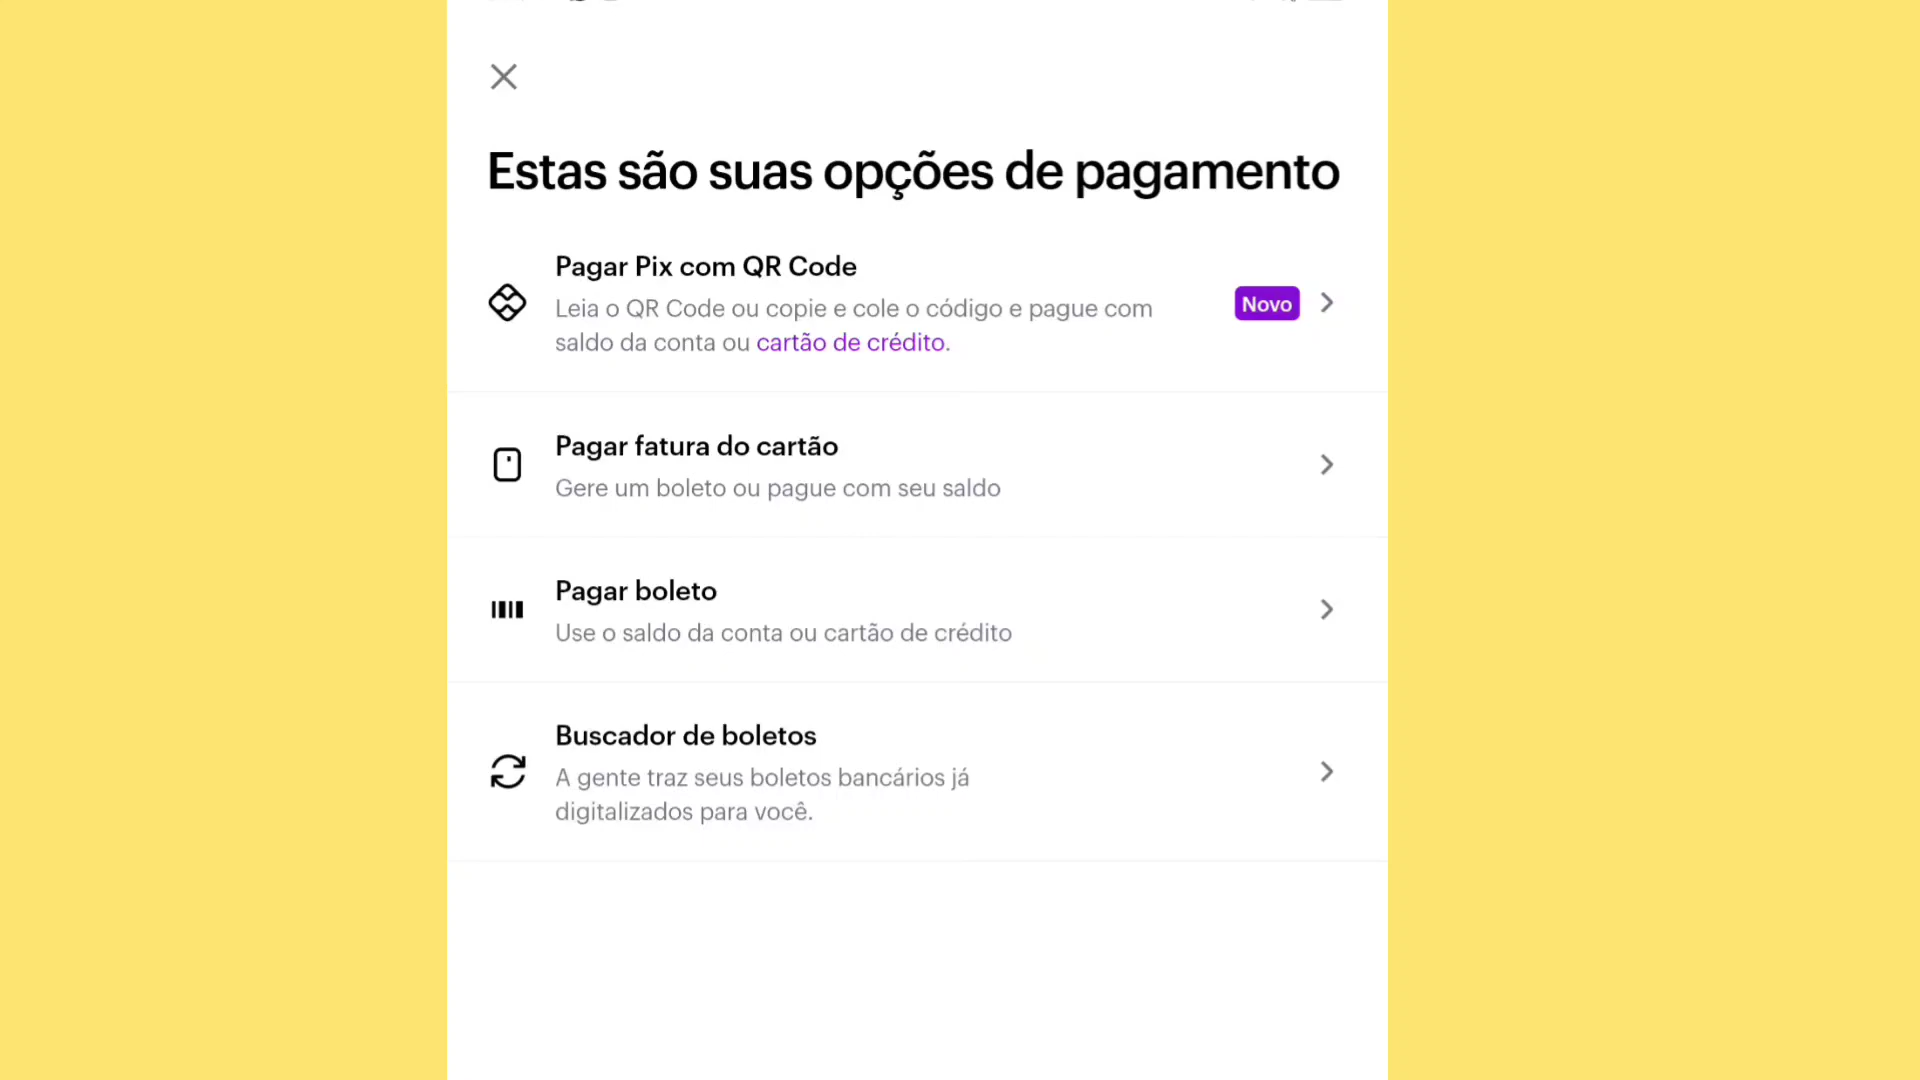 Estas são suas opções de pagamento
Pagar Pix com QR Code
Leia o QR Code ou copie e cole o código e pague com
saldo da conta ou cartão de crédito.
Novo
Pagar fatura do cartão
Gere um boleto ou pague com seu saldo
Pagar boleto
Use o saldo da conta ou cartão de crédito
Buscador de boletos
A gente traz seus boletos bancários já
digitalizados para você.